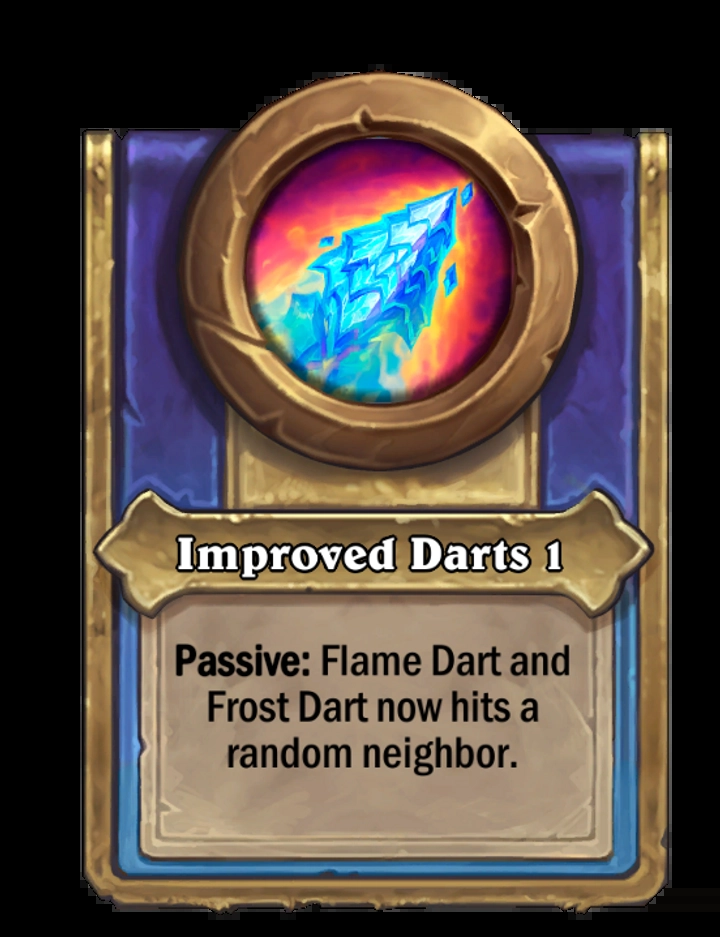 Improved Darts 1
Passive: Flame Dart and
Frost Dart now hits a
random neighbor.